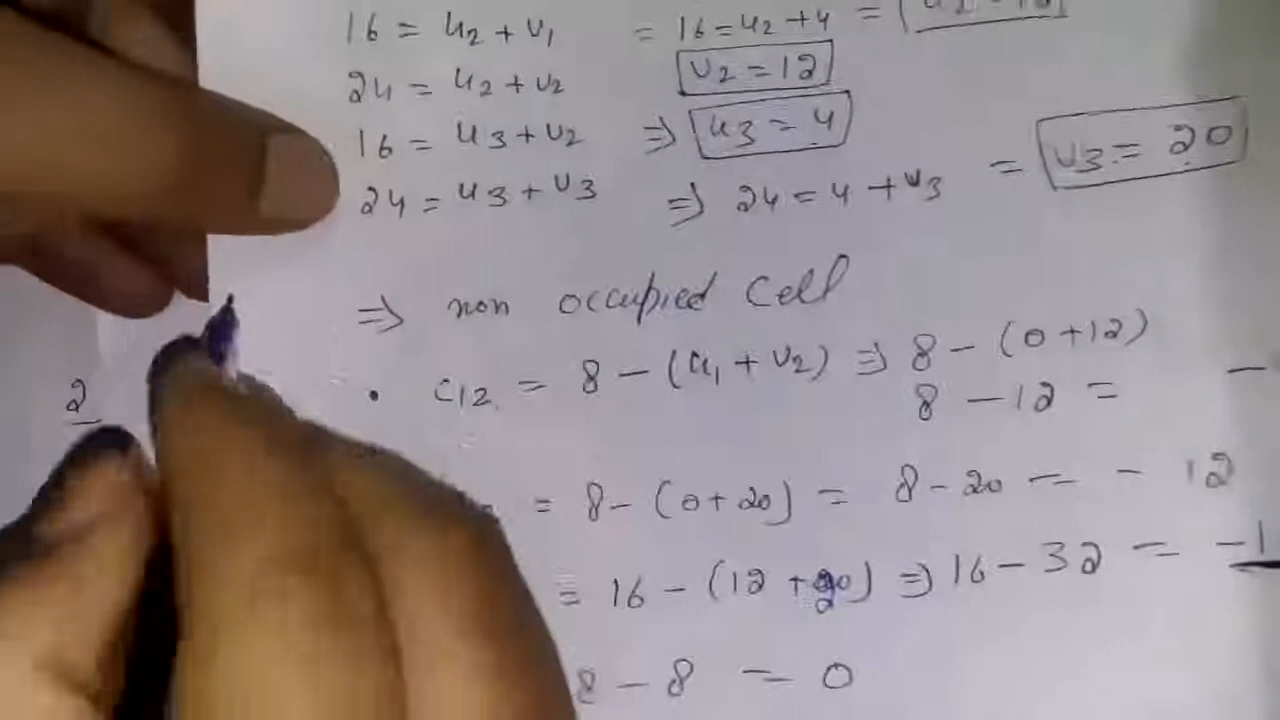 16 = u2 + v1 = 16 = u2 + 4 =
24 = u2 + v2 v2 = 12
16 = u3 + v2 ⇒ u3 = 4
24 = u3 + v3 ⇒ 24 = 4 + v3 = v3 = 20
⇒ non occupied cell
• C12 = 8 - (u1 + v2) ⇒ 8 - (0+12)
8 - 12 = -
2
= 8 - (0+20) = 8 - 20 = - 12
= 16 - (12 + 20) ⇒ 16 - 32 = -1
8 - 8 = 0